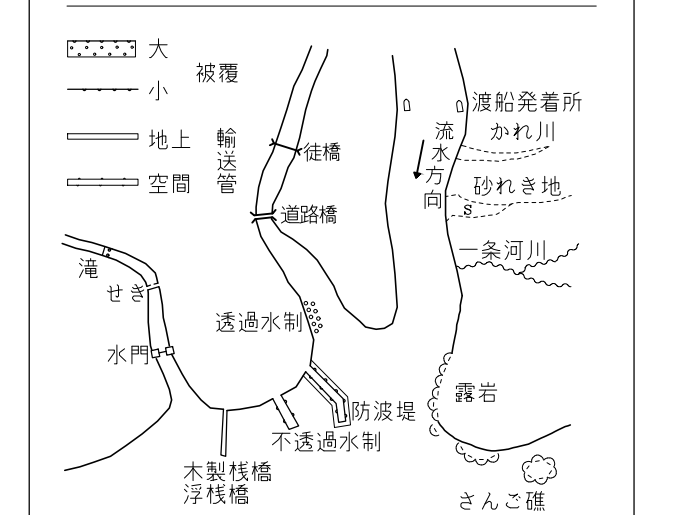 大
小
被覆
地上
空間
輸送管
渡船発着所
かれ川
流水方向
徒橋
砂れき地
S
道路橋
一条河川
滝
せき
透過水制
水門
露岩
防波堤
不透過水制
木製桟橋
浮桟橋
さんご礁